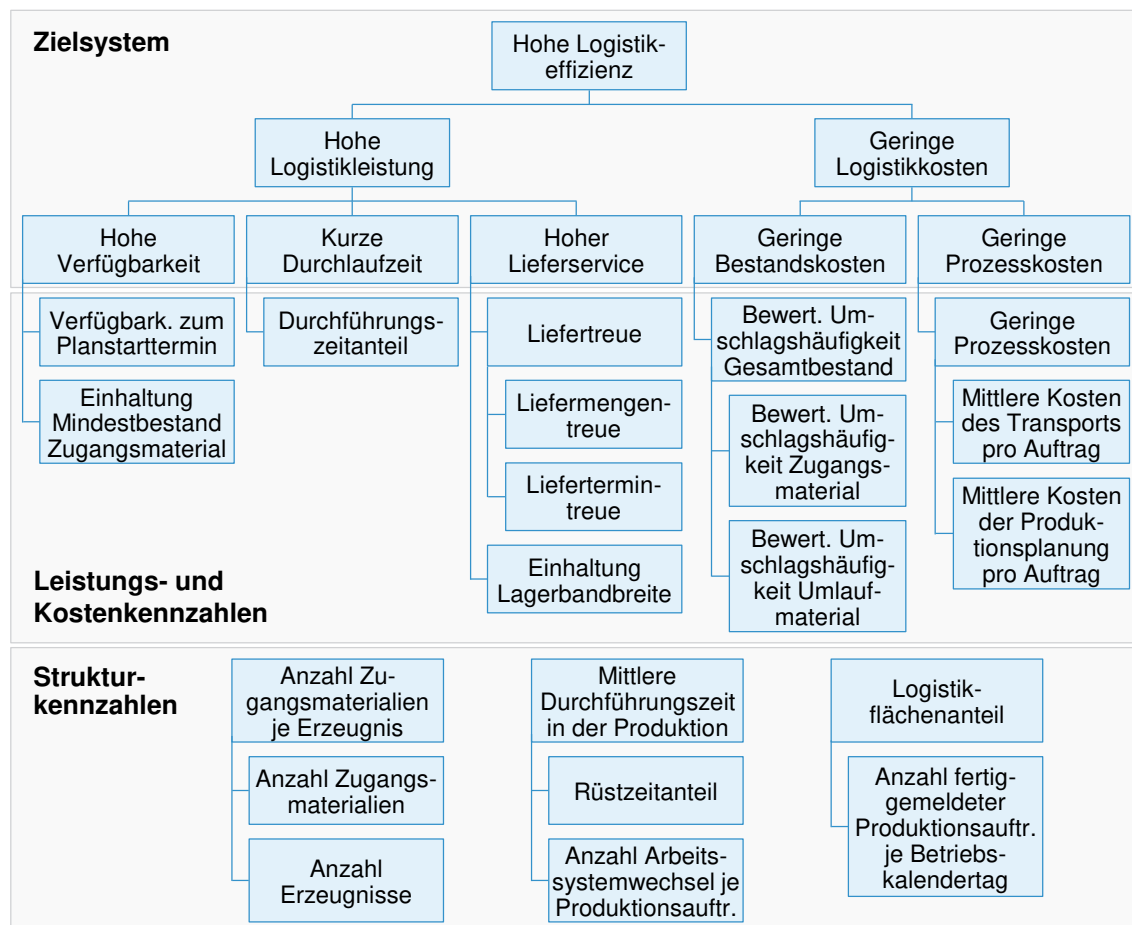 Zielsystem
Hohe Logistik-
effizienz
Hohe
Logistikleistung
Geringe
Logistikkosten
Hohe
Verfügbarkeit
Kurze
Durchlaufzeit
Hoher
Lieferservice
Geringe
Bestandskosten
Geringe
Prozesskosten
Verfügbark. zum
Planstarttermin
Einhaltung
Mindestbestand
Zugangsmaterial
Durchführungs-
zeitanteil
Liefertreue
Liefermengen-
treue
Liefertermin-
treue
Einhaltung
Lagerbandbreite
Bewert. Um-
schlagshäufigkeit
Gesamtbestand
Bewert. Um-
schlagshäufig-
keit Zugangs-
material
Bewert. Um-
schlagshäufig-
keit Umlauf-
material
Geringe
Prozesskosten
Mittlere Kosten
des Transports
pro Auftrag
Mittlere Kosten
der Produk-
tionsplanung
pro Auftrag
Leistungs- und
Kostenkennzahlen
Struktur-
kennzahlen
Anzahl Zu-
gangsmaterialien
je Erzeugnis
Anzahl Zugangs-
materialien
Anzahl
Erzeugnisse
Mittlere
Durchführungszeit
in der Produktion
Rüstzeitanteil
Anzahl Arbeits-
systemwechsel je
Produktionsauftr.
Logistik-
flächenanteil
Anzahl fertig-
gemeldeter
Produktionsauftr.
je Betriebs-
kalendertag